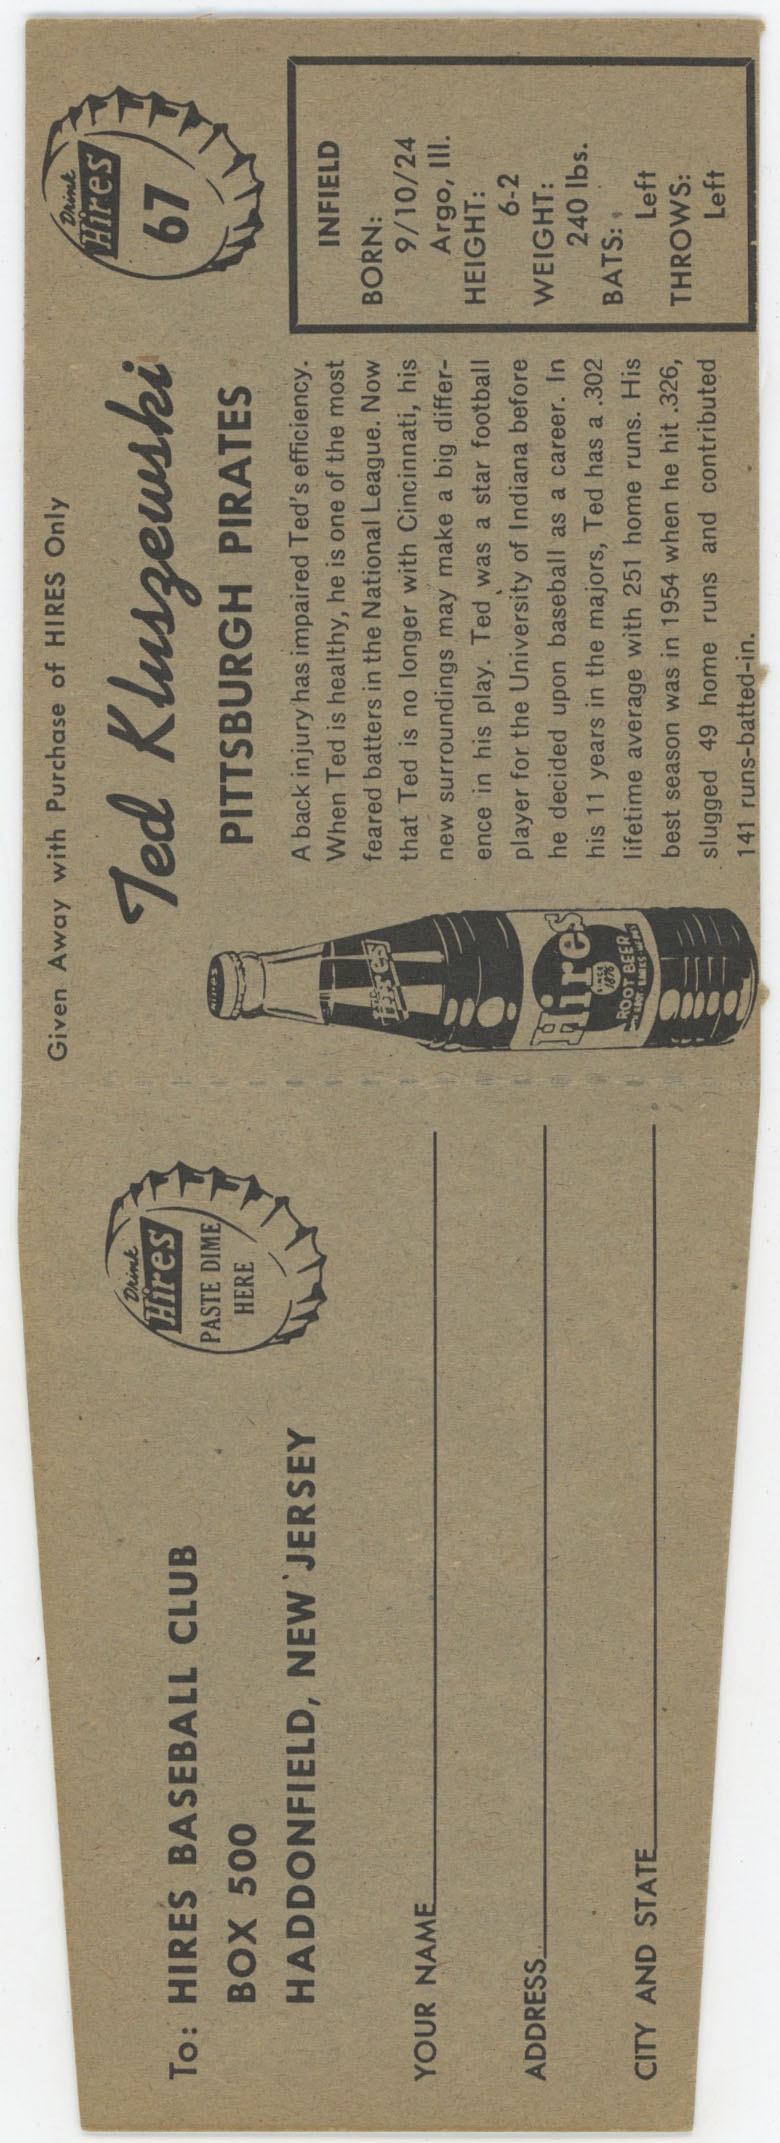 Given Away with Purchase of HIRES Only
Drink
Hires
67
Ted Kluszewski
PITTSBURGH PIRATES
A back injury has impaired Ted's efficiency.
When Ted is healthy, he is one of the most
feared batters in the National League. Now
that Ted is no longer with Cincinnati, his
new surroundings may make a big differ-
ence in his play. Ted was a star football
player for the University of Indiana before
he decided upon baseball as a career. In
his 11 years in the majors, Ted has a .302
lifetime average with 251 home runs. His
best season was in 1954 when he hit .326,
slugged 49 home runs and contributed
141 runs-batted-in.
INFIELD
BORN:
9/10/24
Argo, Ill.
HEIGHT:
6-2
WEIGHT:
240 lbs.
BATS:
Left
THROWS:
Left
Hires
Hires
Hires
SINCE
1876
ROOT BEER
Drink
Hires
PASTE DIME
HERE
To: HIRES BASEBALL CLUB
BOX 500
HADDONFIELD, NEW JERSEY
YOUR NAME
ADDRESS
CITY AND STATE